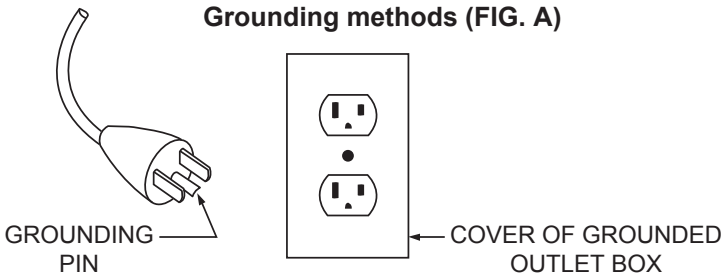 Grounding methods (FIG. A)
GROUNDING
PIN
COVER OF GROUNDED
OUTLET BOX